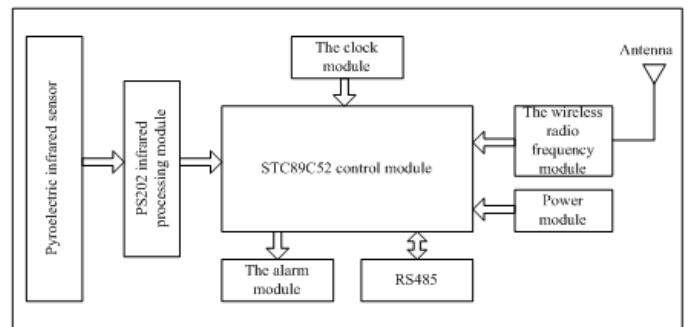 The clock
module
Antenna
Pyroelectric infrared sensor
PS202 infrared
processing module
STC89C52 control module
The wireless
radio
frequency
module
Power
module
The alarm
module
RS485